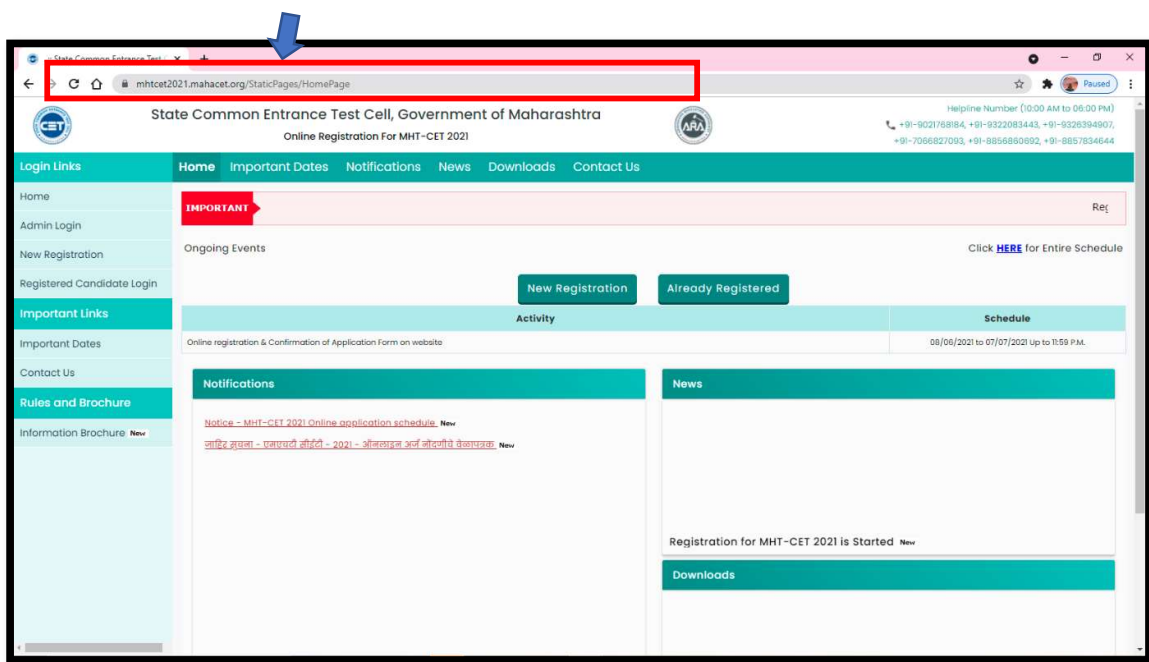 State Common Entrance Test
mhtcet2021.mahacet.org/StaticPages/HomePage
Paused
CET
State Common Entrance Test Cell, Government of Maharashtra
Online Registration For MHT-CET 2021
ARA
Helpline Number (10:00 AM to 06:00 PM)
+91-9021768184, +91-9322083443, +91-9326394907,
+91-7066827093, +91-8856860692, +91-8857834644
Login Links
Home Important Dates Notifications News Downloads Contact Us
Home
Admin Login
New Registration
Registered Candidate Login
Important Links
Important Dates
Contact Us
Rules and Brochure
Information Brochure New
IMPORTANT
Reg
Ongoing Events
Click HERE for Entire Schedule
New Registration Already Registered
Activity Schedule
Online registration & Confirmation of Application Form on website 08/06/2021 to 07/07/2021 Up to 11:59 P.M.
Notifications
Notice - MHT-CET 2021 Online application schedule New
जाहिर सूचना - एमएचटी सीईटी - 2021 - ऑनलाइन अर्ज नोंदणीचे वेळापत्रक New
News
Registration for MHT-CET 2021 is Started New
Downloads